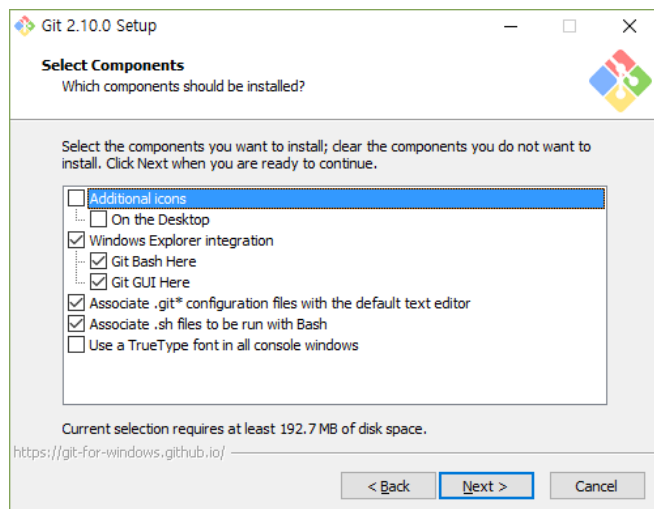 Git 2.10.0 Setup
Select Components
Which components should be installed?
Select the components you want to install; clear the components you do not want to
install. Click Next when you are ready to continue.
Additional icons
On the Desktop
Windows Explorer integration
Git Bash Here
Git GUI Here
Associate .git* configuration files with the default text editor
Associate .sh files to be run with Bash
Use a TrueType font in all console windows
Current selection requires at least 192.7 MB of disk space.
https://git-for-windows.github.io/
< Back Next > Cancel